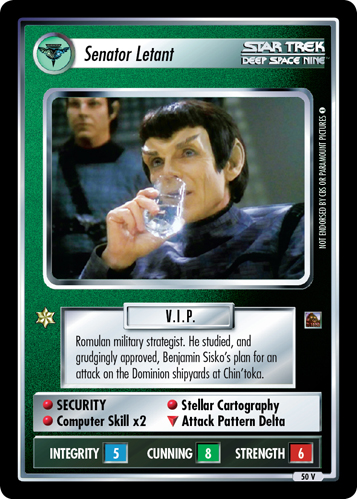 Senator Letant
STAR TREK
DEEP SPACE NINE
NOT ENDORSED BY CBS OR PARAMOUNT PICTURES
V.I.P.
Romulan military strategist. He studied, and
grudgingly approved, Benjamin Sisko's plan for an
attack on the Dominion shipyards at Chin'toka.
SECURITY
Stellar Cartography
Computer Skill x2
Attack Pattern Delta
INTEGRITY 5 CUNNING 8 STRENGTH 6
50 V